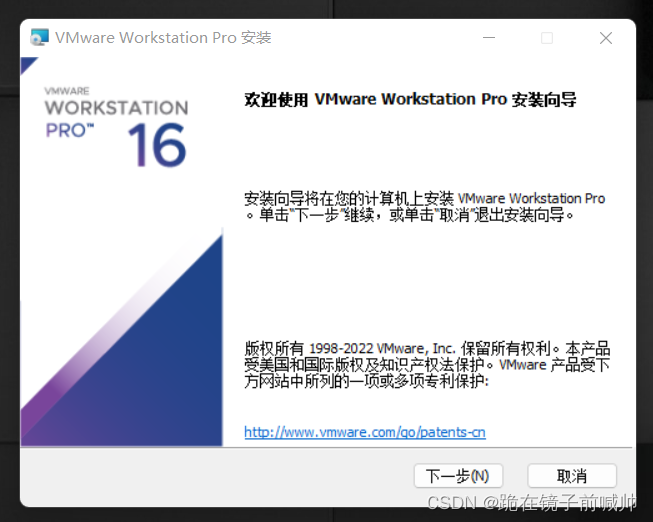 VMware Workstation Pro 安装
VMWARE
WORKSTATION
PRO™ 16
欢迎使用 VMware Workstation Pro 安装向导
安装向导将在您的计算机上安装 VMware Workstation Pro
。单击“下一步”继续，或单击“取消”退出安装向导。
版权所有 1998-2022 VMware, Inc. 保留所有权利。本产品
受美国和国际版权及知识产权法保护。VMware 产品受下
方网站中所列的一项或多项专利保护:
http://www.vmware.com/go/patents-cn
下一步(N)
取消
CSDN @跪在镜子前喊帅